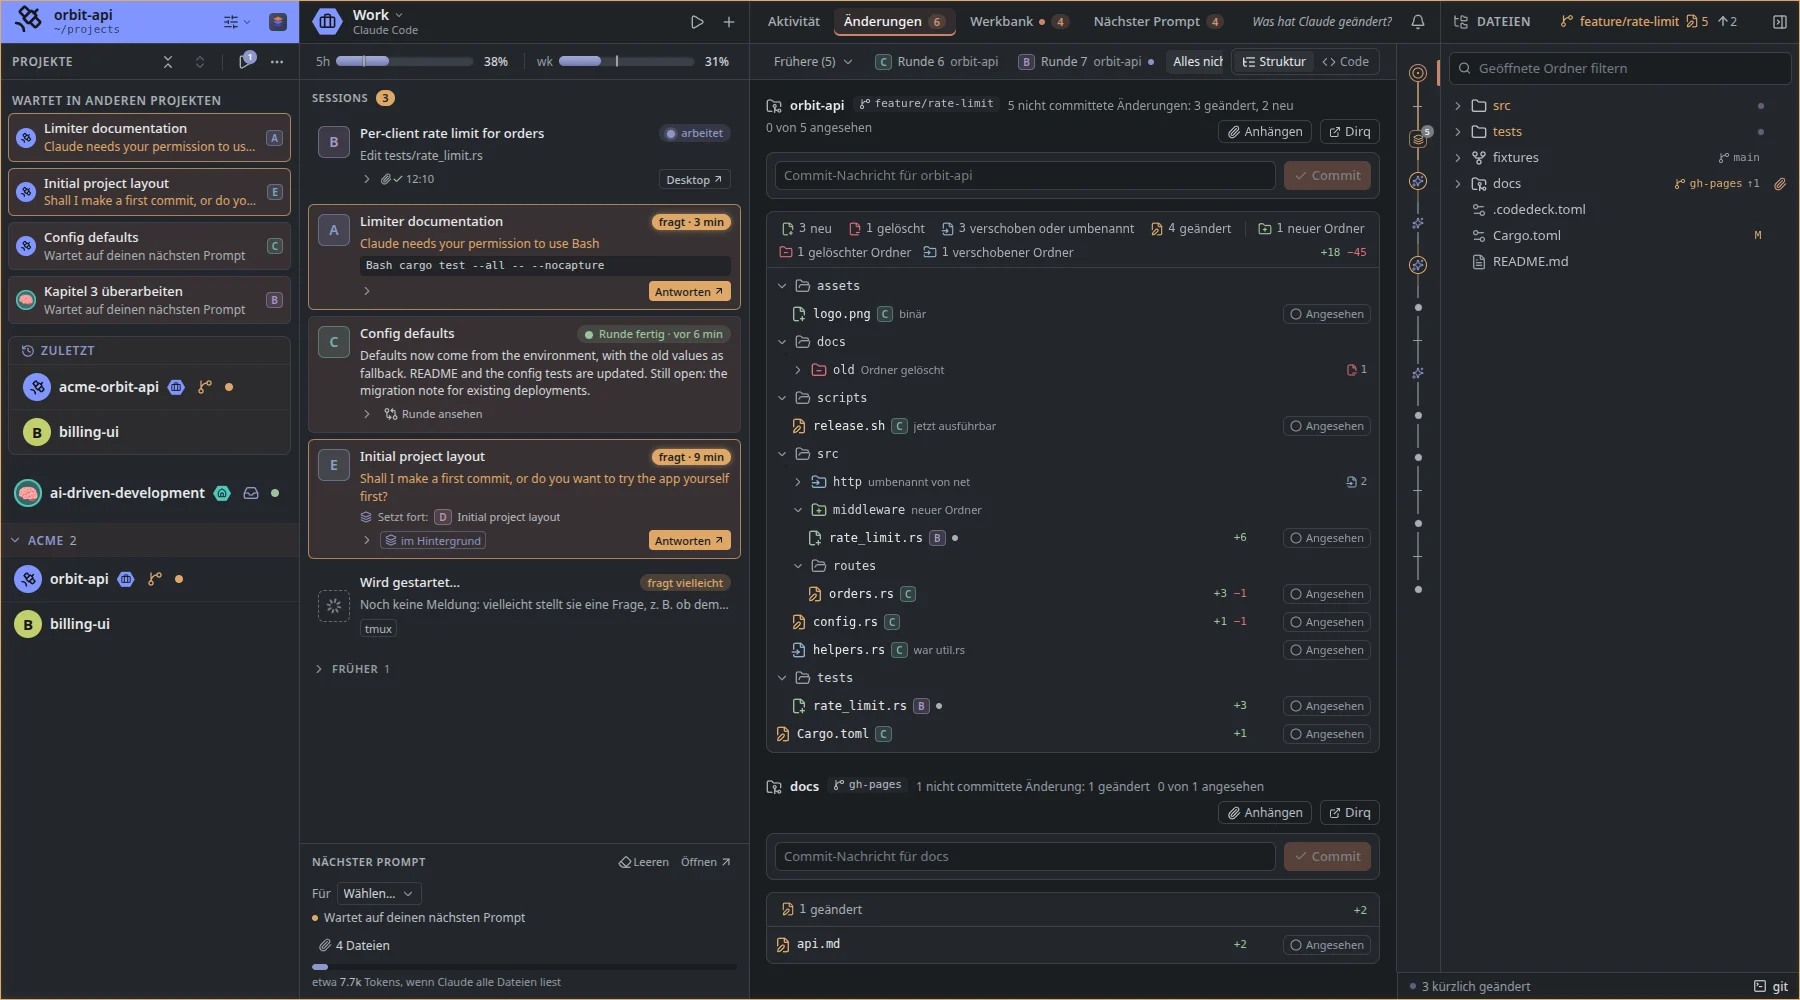 orbit-api
~/projects
PROJEKTE
1
WARTET IN ANDEREN PROJEKTEN
Limiter documentation
Claude needs your permission to us...
A
Initial project layout
Shall I make a first commit, or do yo...
E
Config defaults
Wartet auf deinen nächsten Prompt
C
Kapitel 3 überarbeiten
Wartet auf deinen nächsten Prompt
B
ZULETZT
acme-orbit-api
B billing-ui
ai-driven-development
ACME 2
orbit-api
B billing-ui
Work
Claude Code
5h 38% wk 31%
SESSIONS 3
B Per-client rate limit for orders arbeitet
Edit tests/rate_limit.rs
12:10 Desktop
A Limiter documentation fragt · 3 min
Claude needs your permission to use Bash
Bash cargo test --all -- --nocapture
Antworten
C Config defaults Runde fertig · vor 6 min
Defaults now come from the environment, with the old values as
fallback. README and the config tests are updated. Still open: the
migration note for existing deployments.
Runde ansehen
E Initial project layout fragt · 9 min
Shall I make a first commit, or do you want to try the app yourself
first?
Setzt fort: D Initial project layout
im Hintergrund Antworten
Wird gestartet... fragt vielleicht
Noch keine Meldung: vielleicht stellt sie eine Frage, z. B. ob dem...
tmux
FRÜHER 1
NÄCHSTER PROMPT Leeren Öffnen
Für Wählen...
Wartet auf deinen nächsten Prompt
4 Dateien
etwa 7.7k Tokens, wenn Claude alle Dateien liest
Aktivität Änderungen 6 Werkbank 4 Nächster Prompt 4 Was hat Claude geändert?
Frühere (5) C Runde 6 orbit-api B Runde 7 orbit-api Alles nich Struktur Code
orbit-api feature/rate-limit 5 nicht committete Änderungen: 3 geändert, 2 neu
0 von 5 angesehen Anhängen Dirq
Commit-Nachricht für orbit-api Commit
3 neu 1 gelöscht 3 verschoben oder umbenannt 4 geändert 1 neuer Ordner
1 gelöschter Ordner 1 verschobener Ordner +18 −45
assets
logo.png C binär Angesehen
docs
old Ordner gelöscht 1
scripts
release.sh C jetzt ausführbar Angesehen
src
http umbenannt von net 2
middleware neuer Ordner
rate_limit.rs B +6 Angesehen
routes
orders.rs C +3 −1 Angesehen
config.rs C +1 −1 Angesehen
helpers.rs C war util.rs Angesehen
tests
rate_limit.rs B +3 Angesehen
Cargo.toml C +1 Angesehen
docs gh-pages 1 nicht committete Änderung: 1 geändert 0 von 1 angesehen
Anhängen Dirq
Commit-Nachricht für docs Commit
1 geändert +2
api.md +2 Angesehen
5
DATEIEN feature/rate-limit 5 ↑2
Geöffnete Ordner filtern
src
tests
fixtures main
docs gh-pages ↑1
.codedeck.toml
Cargo.toml M
README.md
3 kürzlich geändert git